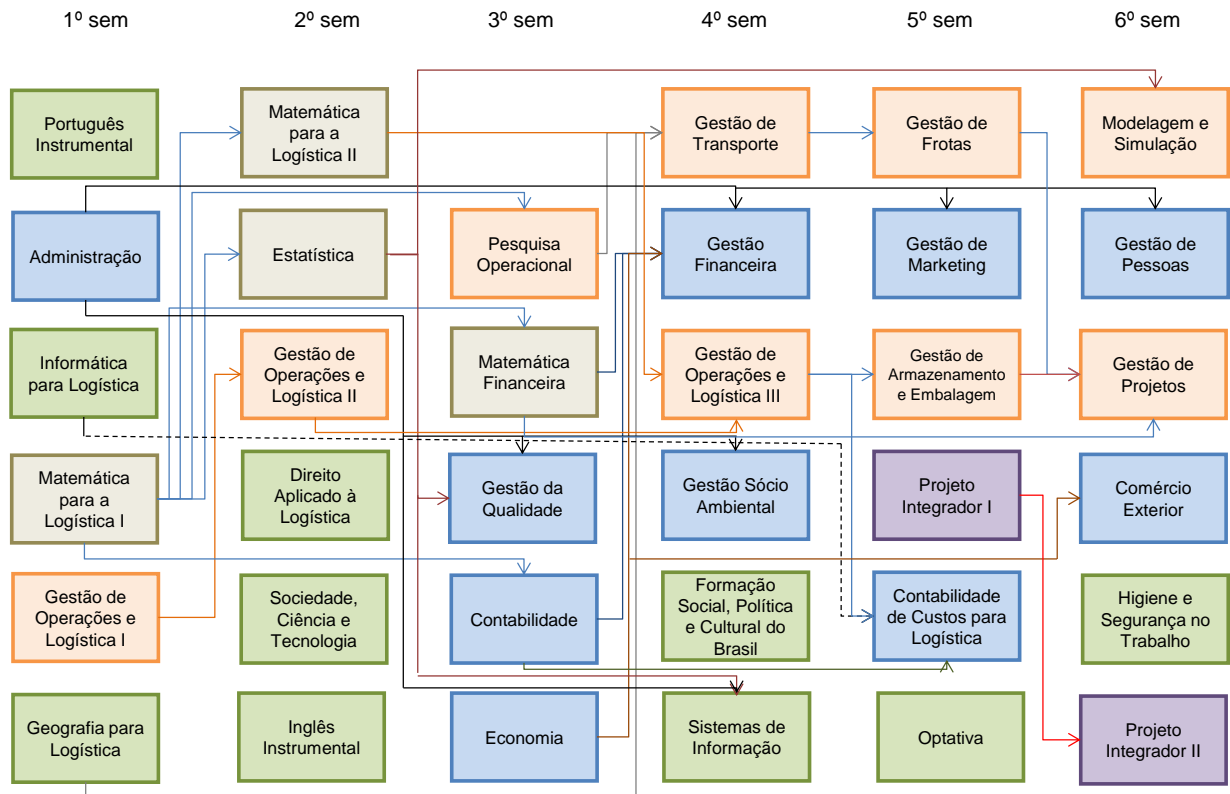 1º sem
2º sem
3º sem
4º sem
5º sem
6º sem
Português
Instrumental
Matemática
para a
Logística II
Gestão de
Transporte
Gestão de
Frotas
Modelagem e
Simulação
Administração
Estatística
Pesquisa
Operacional
Gestão
Financeira
Gestão de
Marketing
Gestão de
Pessoas
Informática
para Logística
Gestão de
Operações e
Logística II
Matemática
Financeira
Gestão de
Operações e
Logística III
Gestão de
Armazenamento
e Embalagem
Gestão de
Projetos
Matemática
para a
Logística I
Direito
Aplicado à
Logística
Gestão da
Qualidade
Gestão Sócio
Ambiental
Projeto
Integrador I
Comércio
Exterior
Gestão de
Operações e
Logística I
Sociedade,
Ciência e
Tecnologia
Contabilidade
Formação
Social, Política
e Cultural do
Brasil
Contabilidade
de Custos para
Logística
Higiene e
Segurança no
Trabalho
Geografia para
Logística
Inglês
Instrumental
Economia
Sistemas de
Informação
Optativa
Projeto
Integrador II